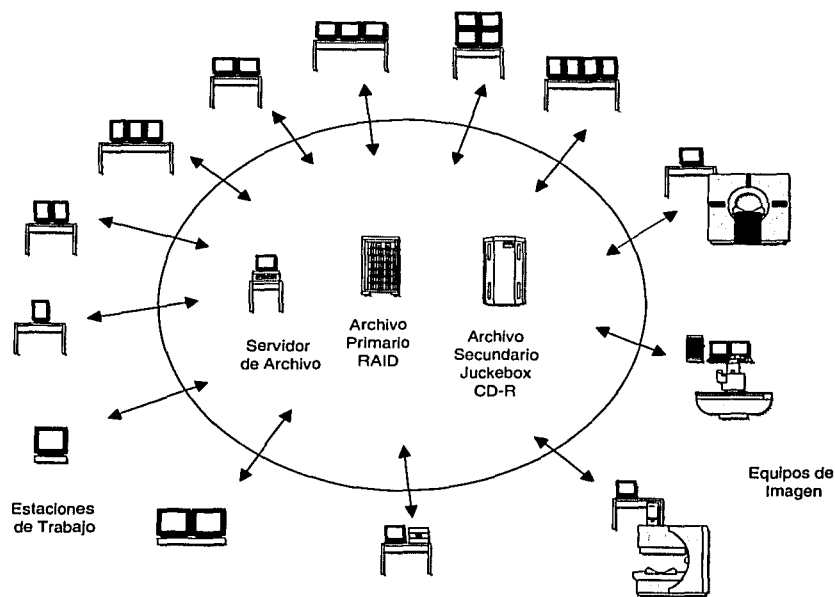 Servidor
de Archivo
Archivo
Primario
RAID
Archivo
Secundario
Juckebox
CD-R
Estaciones
de Trabajo
Equipos de
Imagen